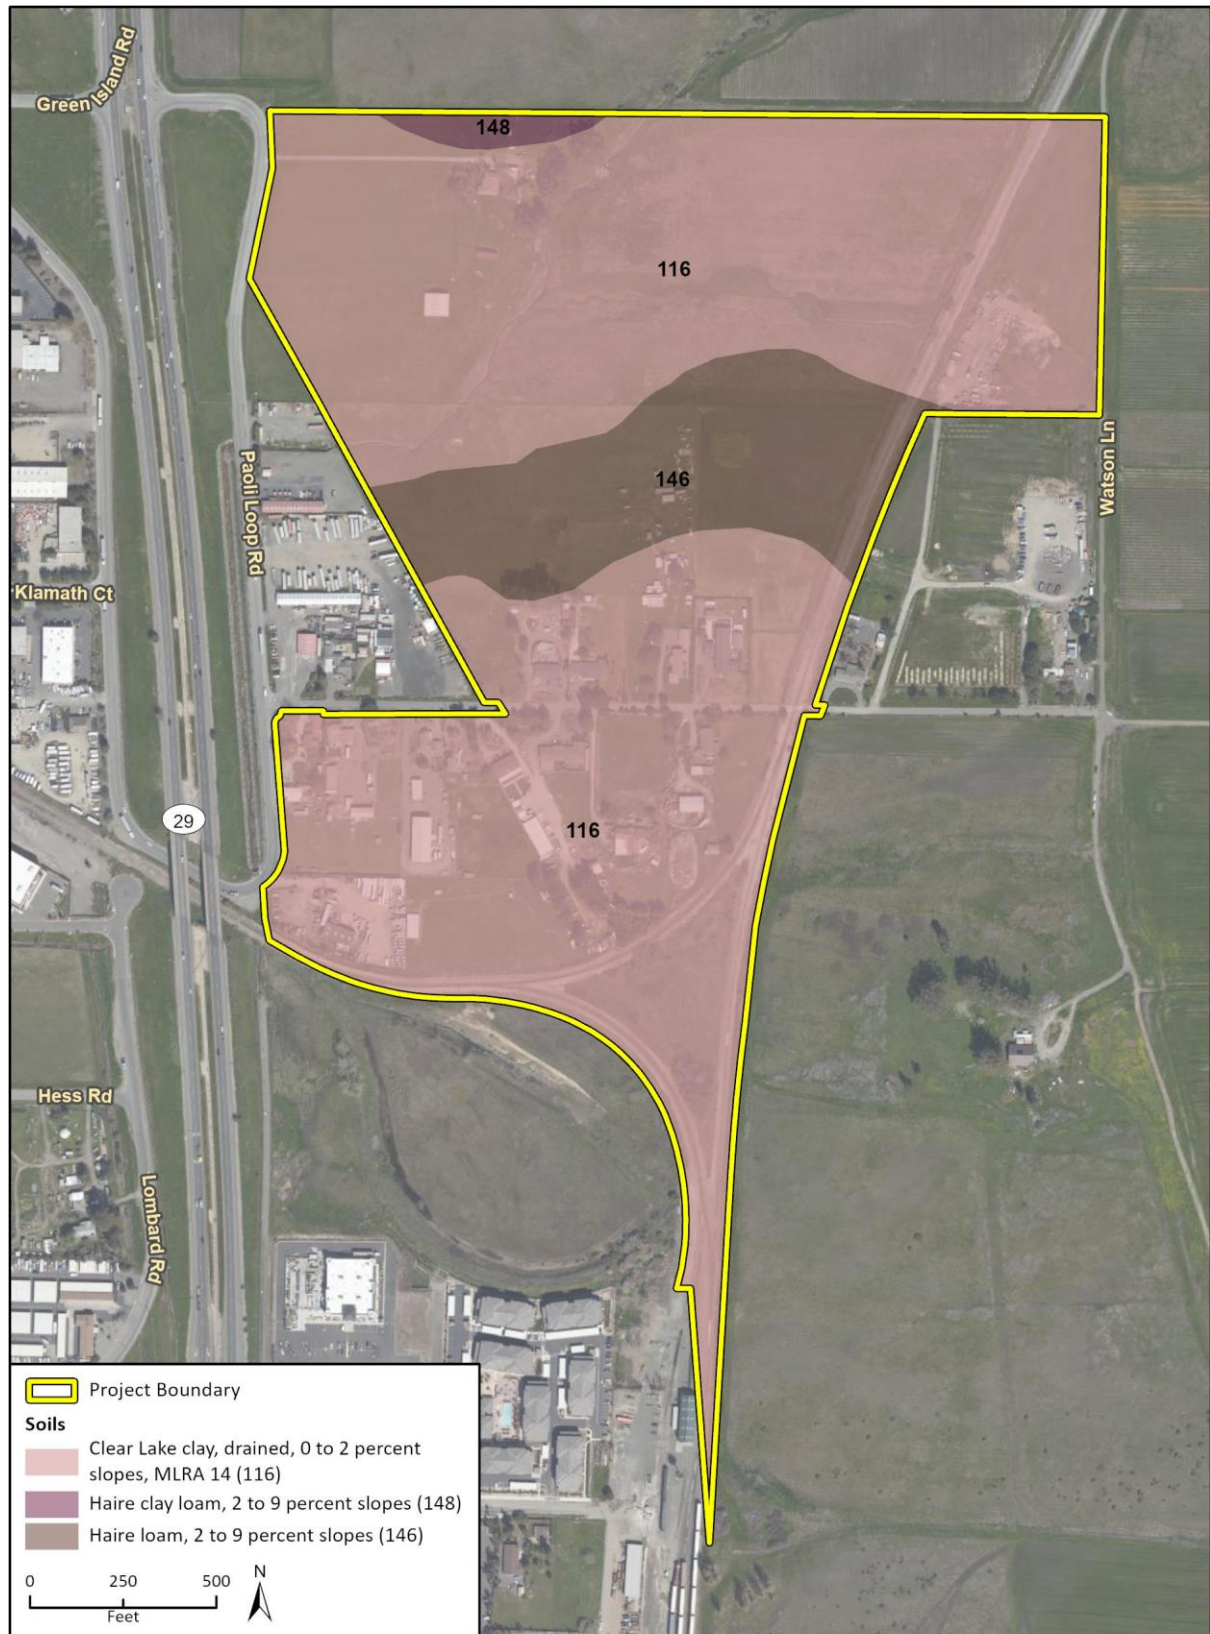 Green Island Rd
148
116
146
Paoli Loop Rd
Watson Ln
Klamath Ct
29
116
Hess Rd
Lombard Rd
Project Boundary
Soils
Clear Lake clay, drained, 0 to 2 percent
slopes, MLRA 14 (116)
Haire clay loam, 2 to 9 percent slopes (148)
Haire loam, 2 to 9 percent slopes (146)
0 250 500
Feet
N